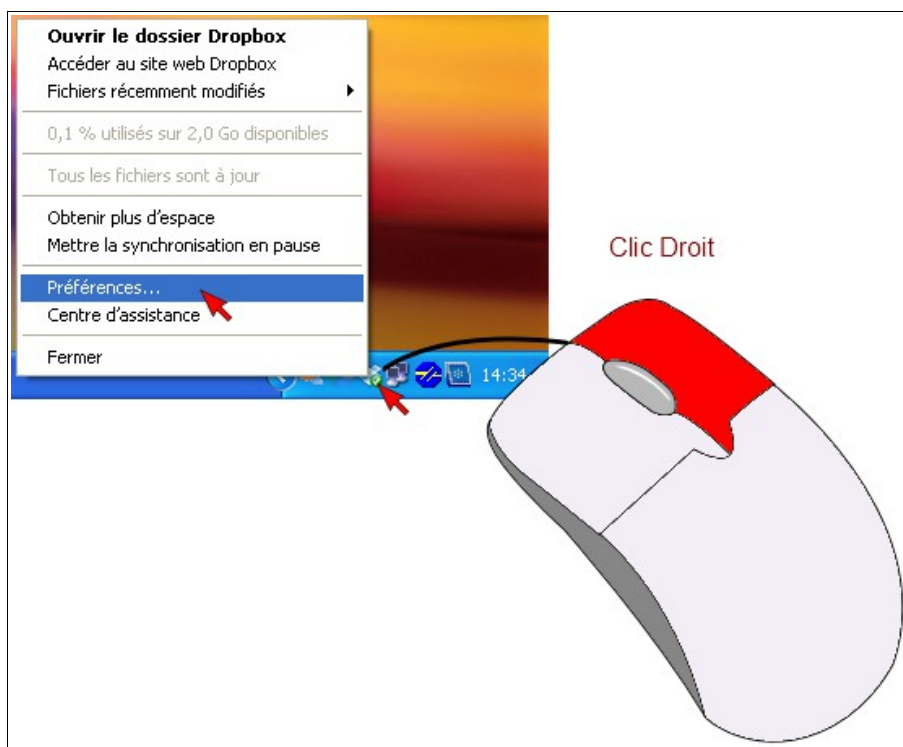 Ouvrir le dossier Dropbox
Accéder au site web Dropbox
Fichiers récemment modifiés
0,1 % utilisés sur 2,0 Go disponibles
Tous les fichiers sont à jour
Obtenir plus d'espace
Mettre la synchronisation en pause
Clic Droit
Préférences...
Centre d'assistance
Fermer
14:34